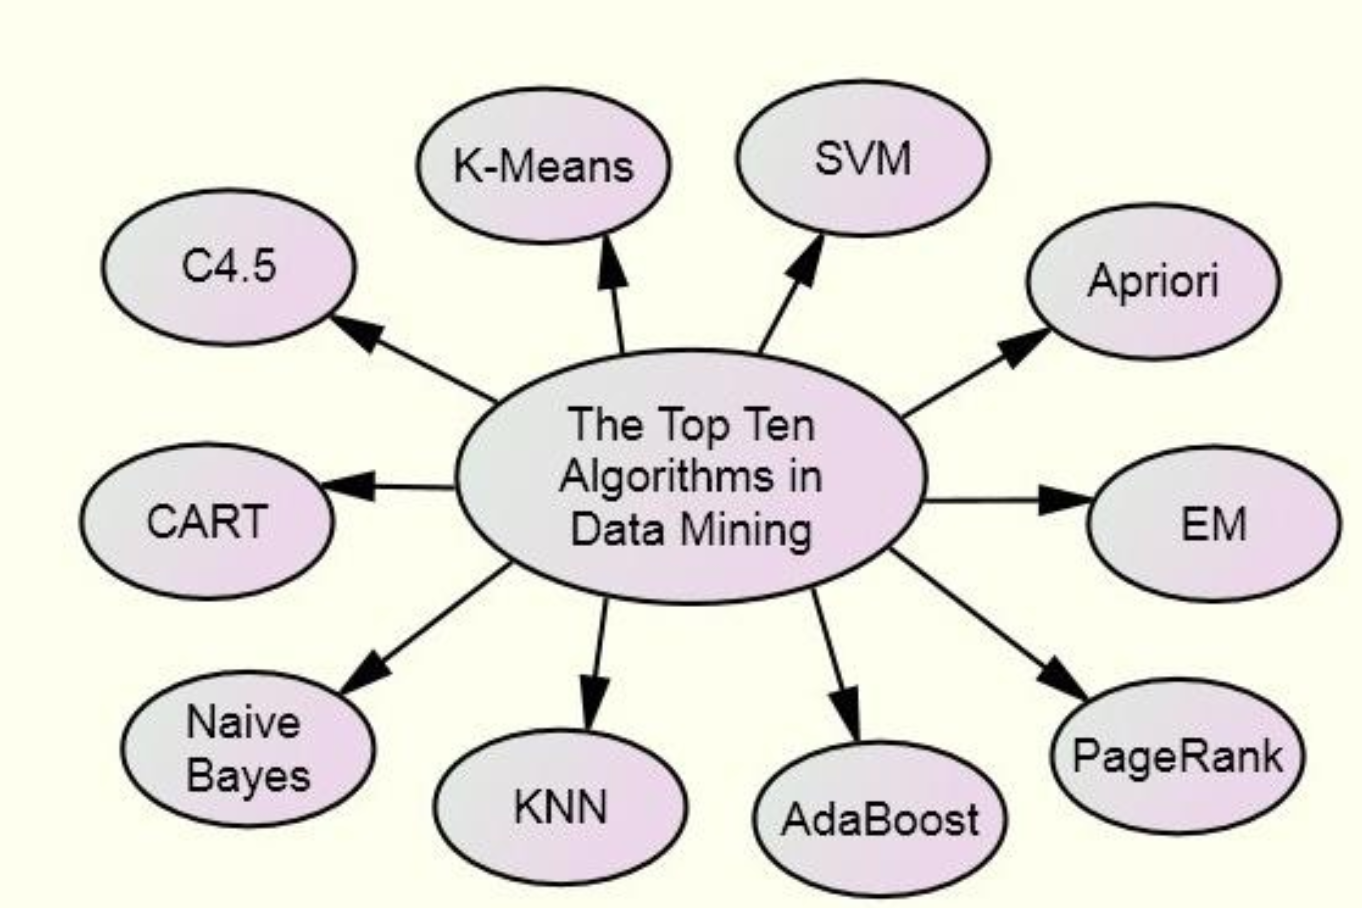 K-Means
SVM
C4.5
Apriori
The Top Ten
Algorithms in
Data Mining
CART
EM
Naive
Bayes
PageRank
KNN
AdaBoost